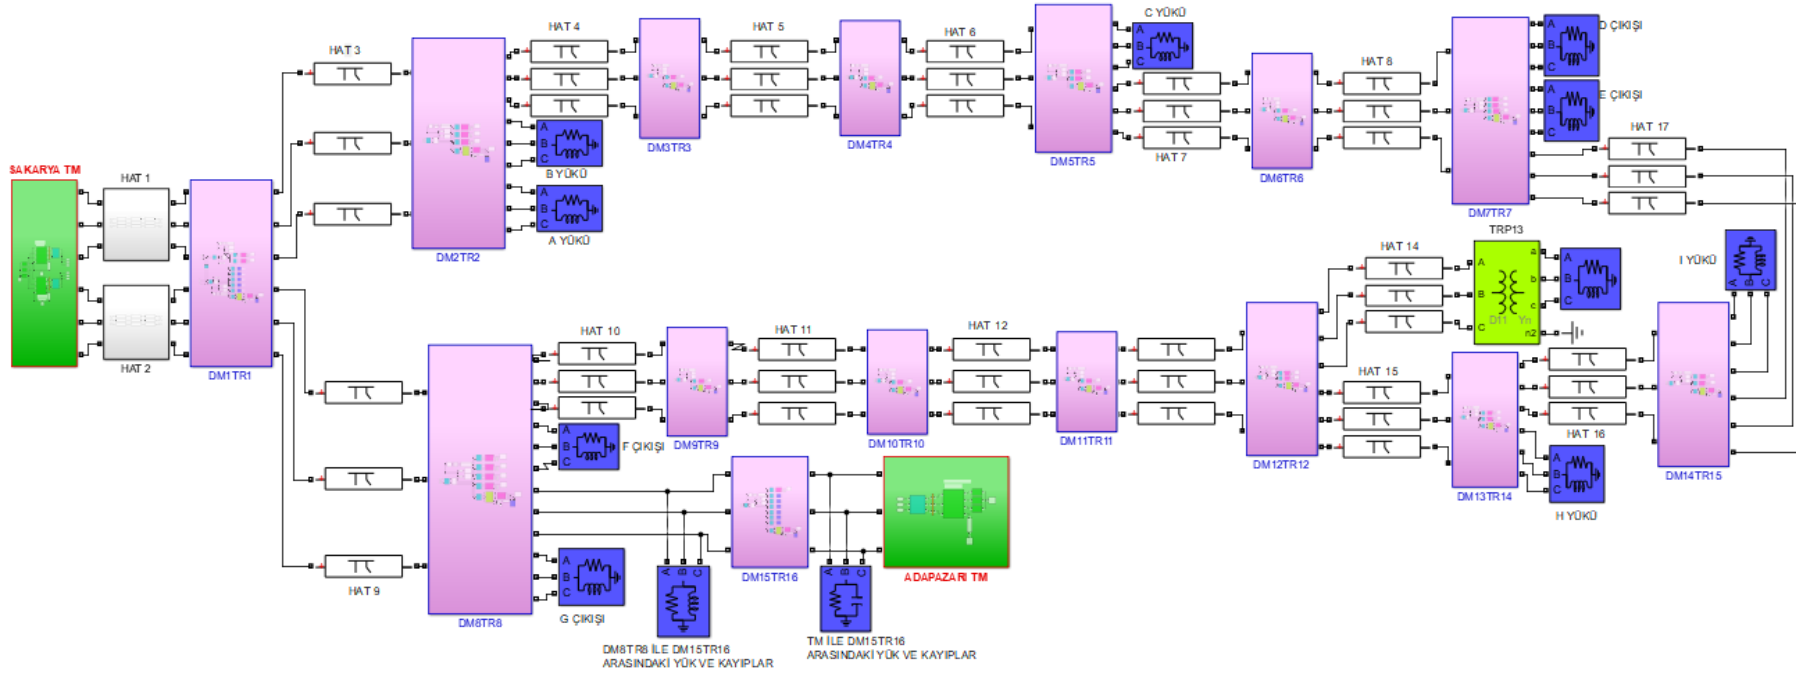 SAKARYA TM
HAT 1
HAT 2
DM1TR1
HAT 3
DM2TR2
HAT 4
A
B
C
B YÜKÜ
A
B
C
A YÜKÜ
DM3TR3
HAT 5
DM4TR4
HAT 6
DM5TR5
C YÜKÜ
A
B
C
HAT 7
DM6TR6
HAT 8
DM7TR7
A
B
C
D ÇIKIŞI
A
B
C
E ÇIKIŞI
HAT 17
HAT 9
DM8TR8
HAT 10
A
B
C
F ÇIKIŞI
A
B
C
G ÇIKIŞI
DM9TR9
HAT 11
DM10TR10
HAT 12
DM11TR11
DM12TR12
HAT 14
TRP13
A
B
C
a
b
c
n2
D11
Yn
A
B
C
HAT 15
DM13TR14
HAT 16
A
B
C
H YÜKÜ
I YÜKÜ
A
B
C
DM14TR15
DM15TR16
ADAPAZARI TM
A
B
C
DM8TR8 İLE DM15TR16
ARASINDAKİ YÜK VE KAYIPLAR
A
B
C
TM İLE DM15TR16
ARASINDAKİ YÜK VE KAYIPLAR